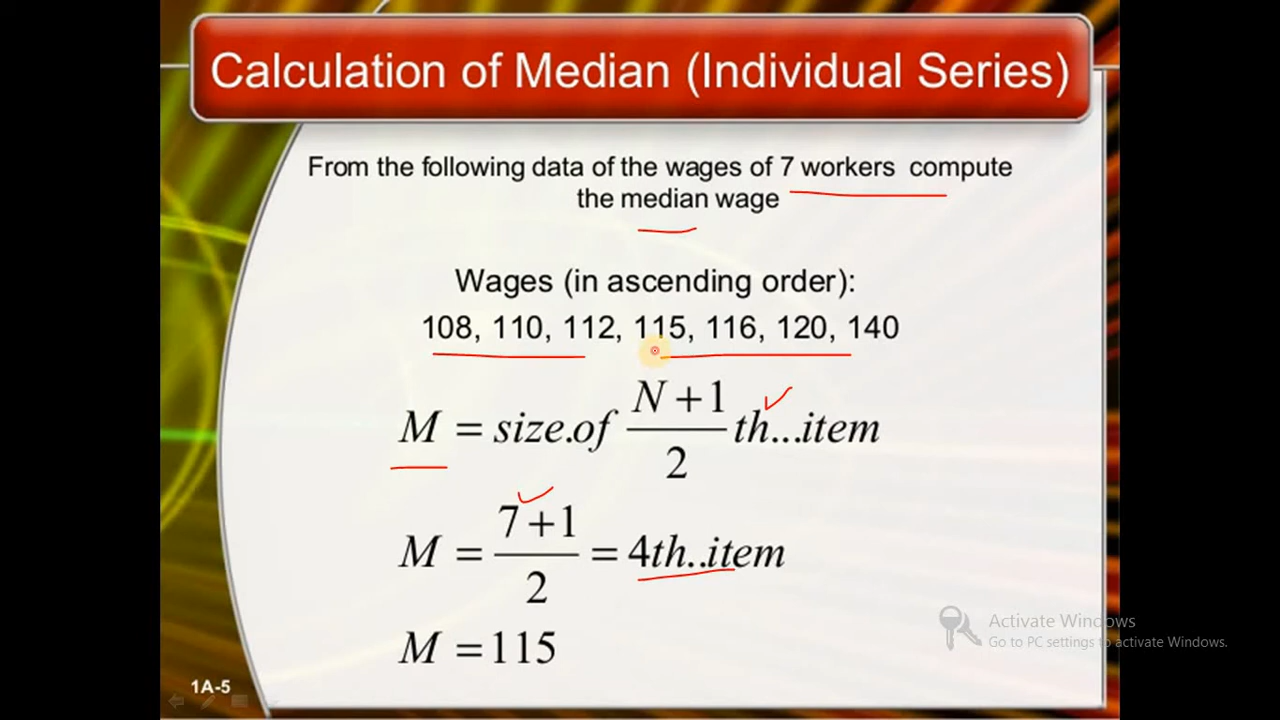 Calculation of Median (Individual Series)
From the following data of the wages of 7 workers compute
the median wage
Wages (in ascending order):
108, 110, 112, 115, 116, 120, 140
M = size.of \frac{N+1}{2} th...item
M = \frac{7+1}{2} = 4th..item
M = 115
Activate Windows
Go to PC settings to activate Windows.
1A-5